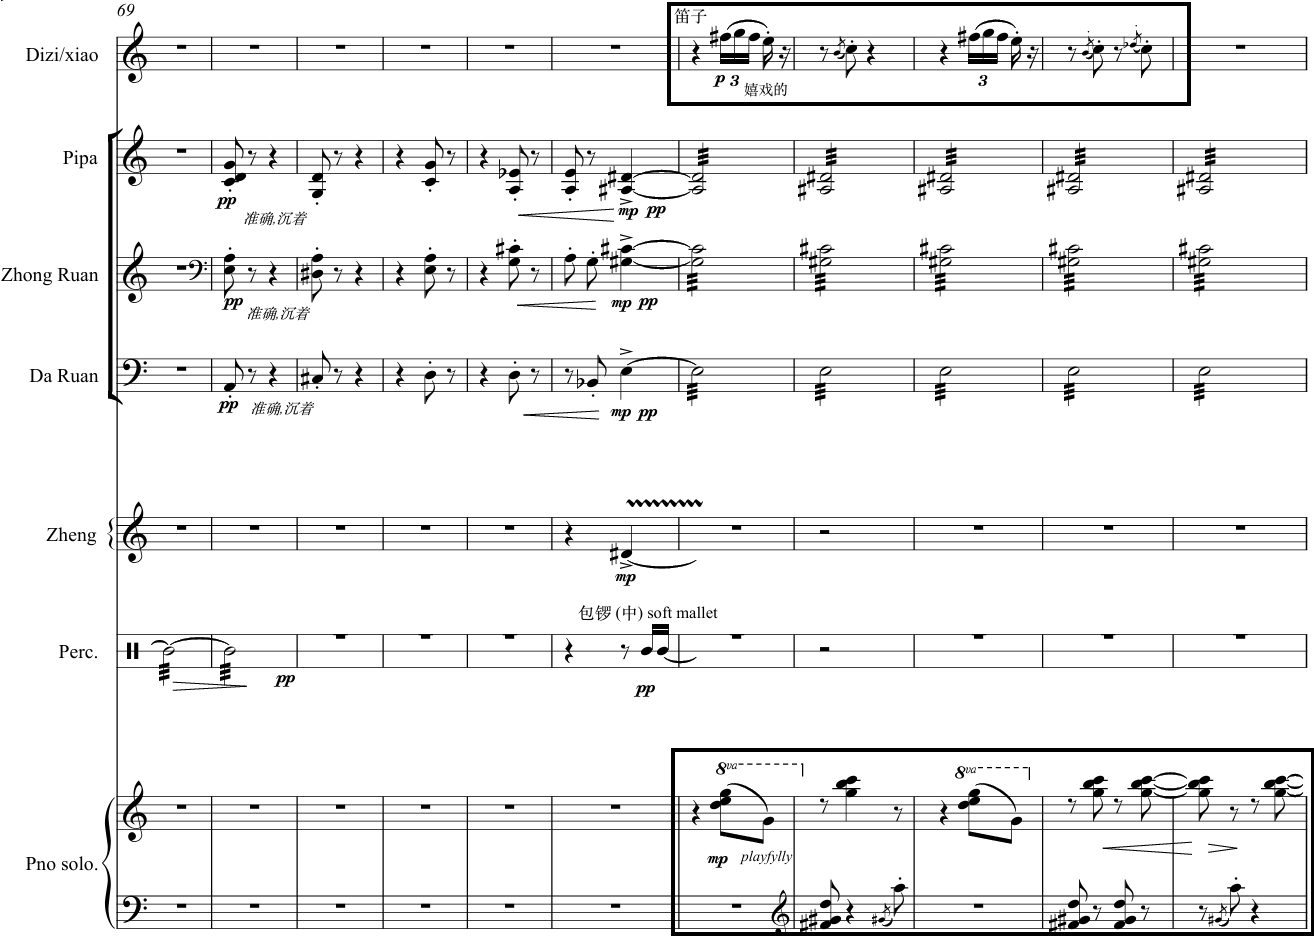 69
笛子
Dizi/xiao
p 3
嬉戏的
3
Pipa
pp
准确,沉着
mp pp
Zhong Ruan
pp
准确,沉着
mp pp
Da Ruan
pp
准确,沉着
mp pp
Zheng
mp
包锣 (中) soft mallet
Perc.
pp
pp
8va
8va
mp playfylly
Pno solo.